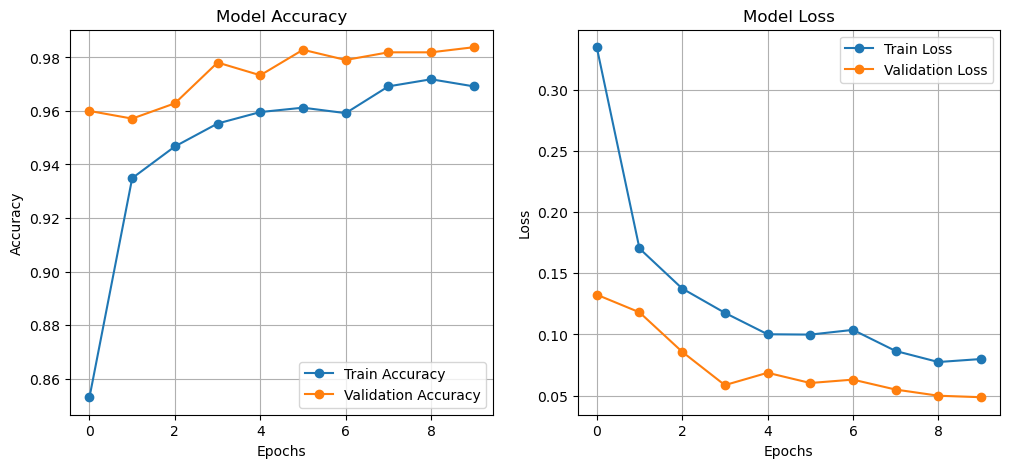 Model Accuracy
Accuracy
0.98
0.96
0.94
0.92
0.90
0.88
0.86
0 2 4 6 8
Epochs
Train Accuracy
Validation Accuracy
Model Loss
Loss
0.30
0.25
0.20
0.15
0.10
0.05
0 2 4 6 8
Epochs
Train Loss
Validation Loss